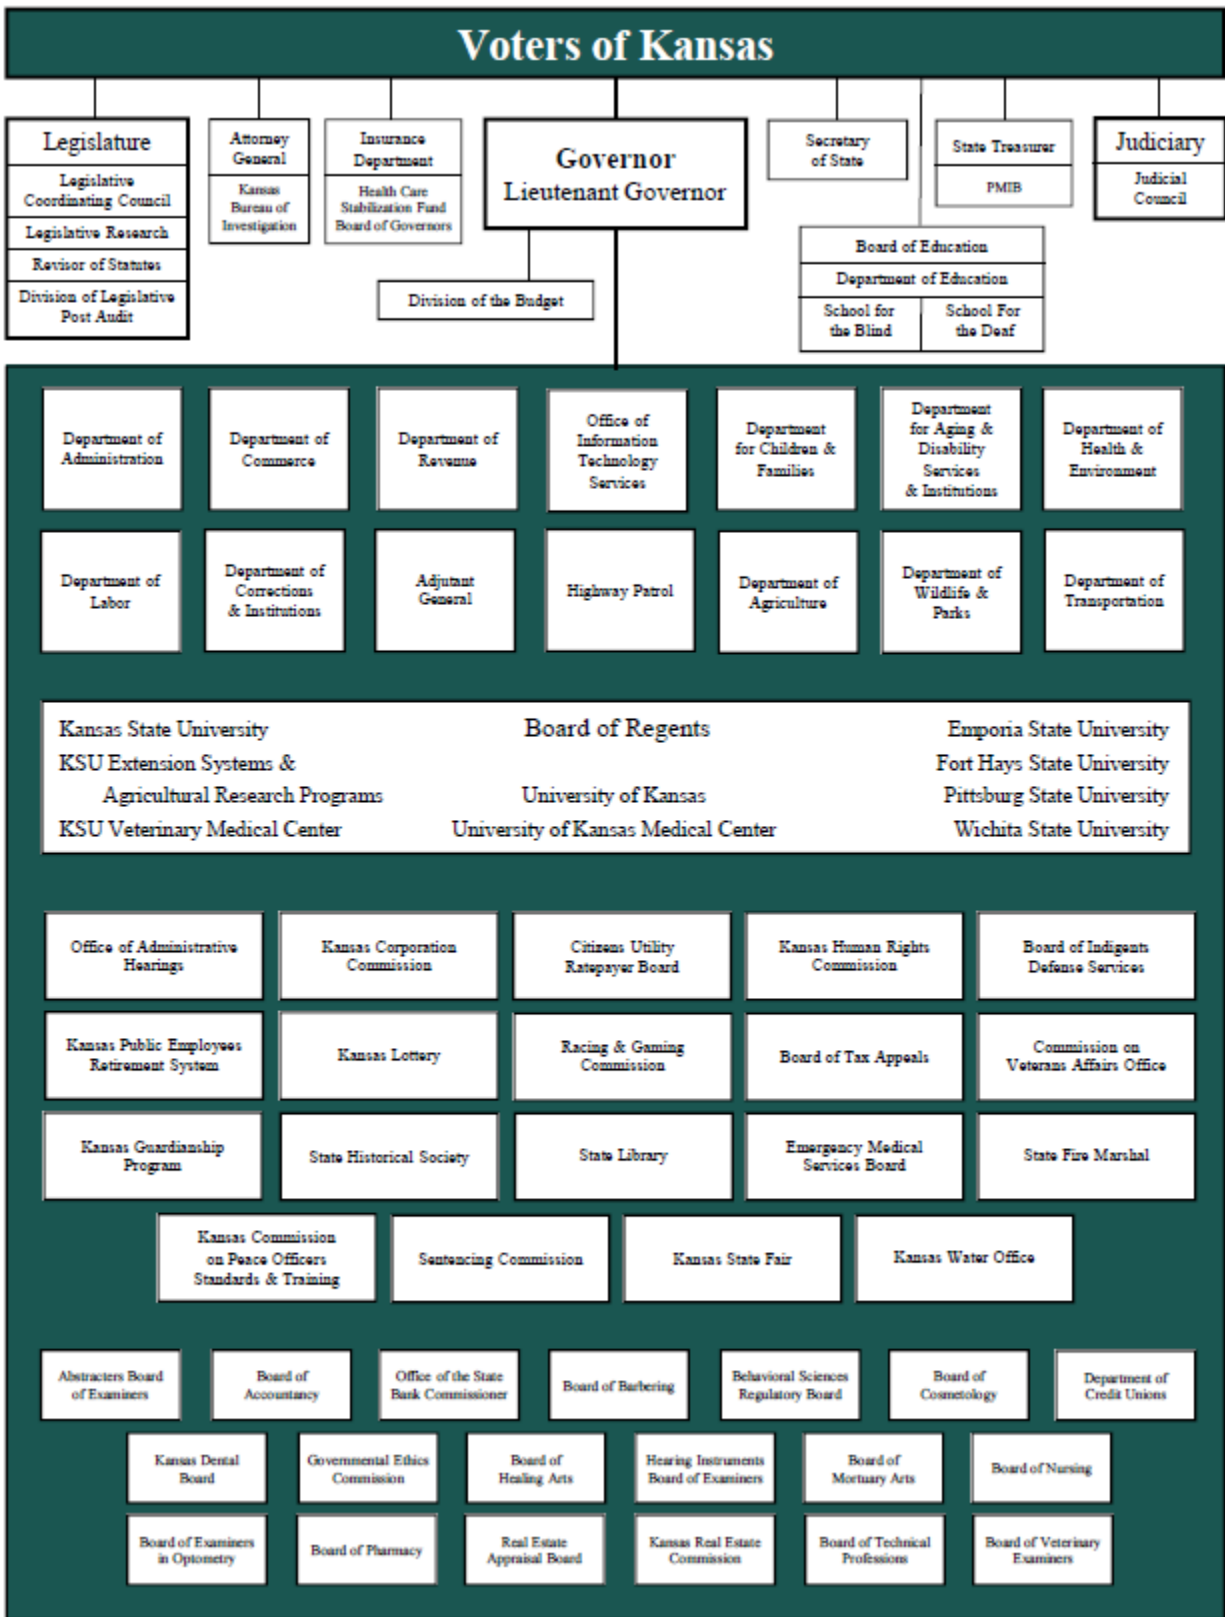 Voters of Kansas
Legislature
Legislative
Coordinating Council
Legislative Research
Revisor of Statutes
Division of Legislative
Post Audit
Attorney
General
Kansas
Bureau of
Investigation
Insurance
Department
Health Care
Stabilization Fund
Board of Governors
Governor
Lieutenant Governor
Division of the Budget
Secretary
of State
Board of Education
Department of Education
School for
the Blind
School For
the Deaf
State Treasurer
PMIB
Judiciary
Judicial
Council
Department of
Administration
Department of
Commerce
Department of
Revenue
Office of
Information
Technology
Services
Department
for Children &
Families
Department
for Aging &
Disability
Services
& Institutions
Department of
Health &
Environment
Department of
Labor
Department of
Corrections
& Institutions
Adjutant
General
Highway Patrol
Department of
Agriculture
Department of
Wildlife &
Parks
Department of
Transportation
Kansas State University
KSU Extension Systems &
Agricultural Research Programs
KSU Veterinary Medical Center
Board of Regents
University of Kansas
University of Kansas Medical Center
Emporia State University
Fort Hays State University
Pittsburg State University
Wichita State University
Office of Administrative
Hearings
Kansas Corporation
Commission
Citizens Utility
Ratepayer Board
Kansas Human Rights
Commission
Board of Indigents
Defense Services
Kansas Public Employees
Retirement System
Kansas Lottery
Racing & Gaming
Commission
Board of Tax Appeals
Commission on
Veterans Affairs Office
Kansas Guardianship
Program
State Historical Society
State Library
Emergency Medical
Services Board
State Fire Marshal
Kansas Commission
on Peace Officers
Standards & Training
Sentencing Commission
Kansas State Fair
Kansas Water Office
Abstracters Board
of Examiners
Board of
Accountancy
Office of the State
Bank Commissioner
Board of Barbering
Behavioral Sciences
Regulatory Board
Board of
Cosmetology
Department of
Credit Unions
Kansas Dental
Board
Governmental Ethics
Commission
Board of
Healing Arts
Hearing Instruments
Board of Examiners
Board of
Mortuary Arts
Board of Nursing
Board of Examiners
in Optometry
Board of Pharmacy
Real Estate
Appraisal Board
Kansas Real Estate
Commission
Board of Technical
Professions
Board of Veterinary
Examiners